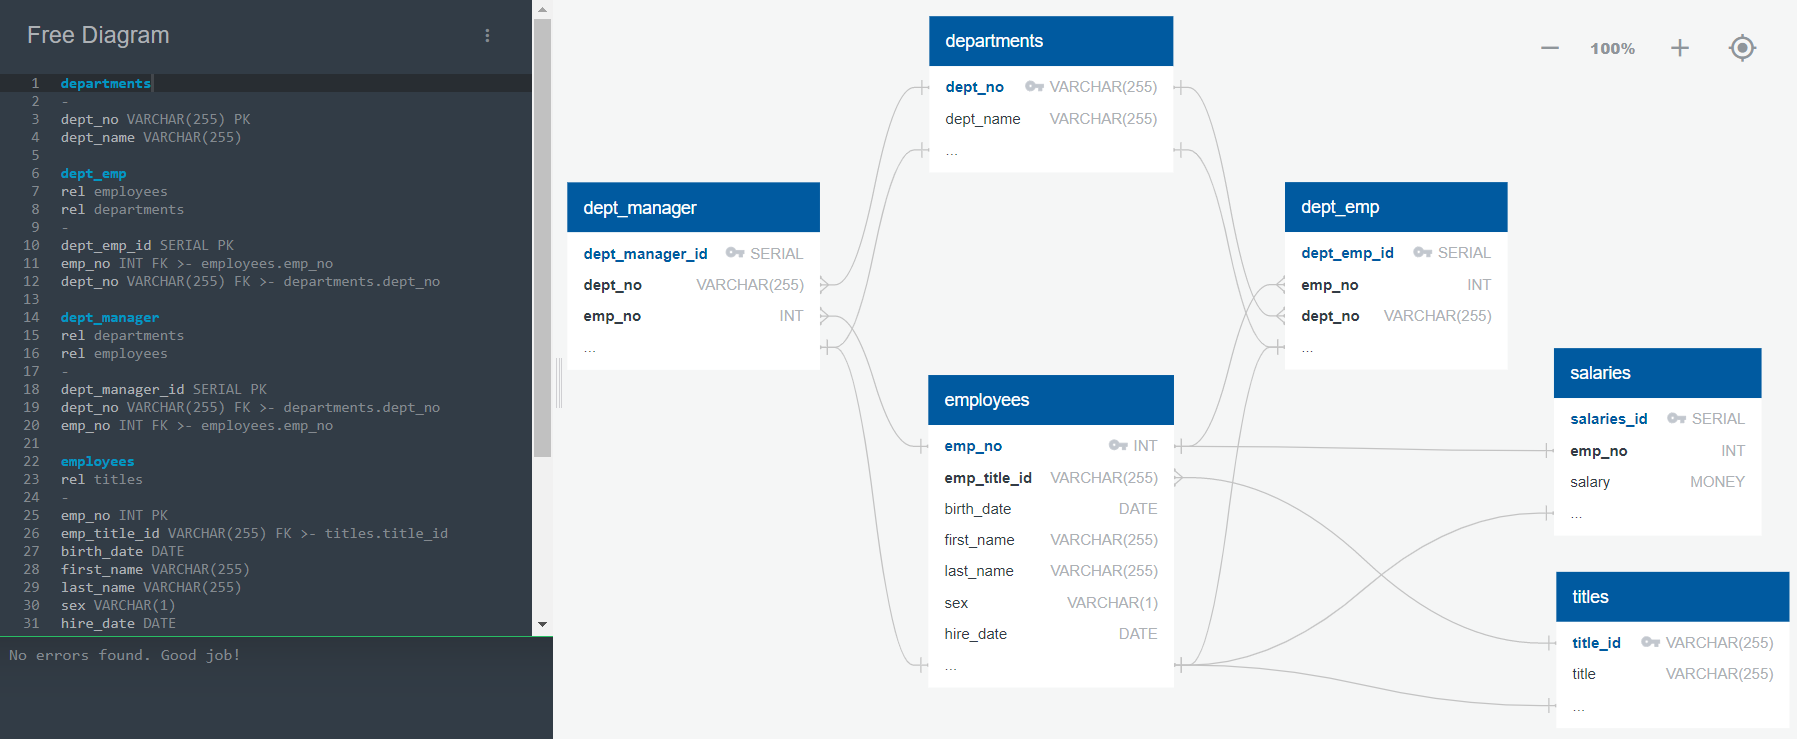 Free Diagram
1 departments
2 -
3 dept_no VARCHAR(255) PK
4 dept_name VARCHAR(255)
5
6 dept_emp
7 rel employees
8 rel departments
9 -
10 dept_emp_id SERIAL PK
11 emp_no INT FK >- employees.emp_no
12 dept_no VARCHAR(255) FK >- departments.dept_no
13
14 dept_manager
15 rel departments
16 rel employees
17 -
18 dept_manager_id SERIAL PK
19 dept_no VARCHAR(255) FK >- departments.dept_no
20 emp_no INT FK >- employees.emp_no
21
22 employees
23 rel titles
24 -
25 emp_no INT PK
26 emp_title_id VARCHAR(255) FK >- titles.title_id
27 birth_date DATE
28 first_name VARCHAR(255)
29 last_name VARCHAR(255)
30 sex VARCHAR(1)
31 hire_date DATE
No errors found. Good job!
100%
departments
dept_no VARCHAR(255)
dept_name VARCHAR(255)
...
dept_manager
dept_manager_id SERIAL
dept_no VARCHAR(255)
emp_no INT
...
dept_emp
dept_emp_id SERIAL
emp_no INT
dept_no VARCHAR(255)
...
employees
emp_no INT
emp_title_id VARCHAR(255)
birth_date DATE
first_name VARCHAR(255)
last_name VARCHAR(255)
sex VARCHAR(1)
hire_date DATE
...
salaries
salaries_id SERIAL
emp_no INT
salary MONEY
...
titles
title_id VARCHAR(255)
title VARCHAR(255)
...